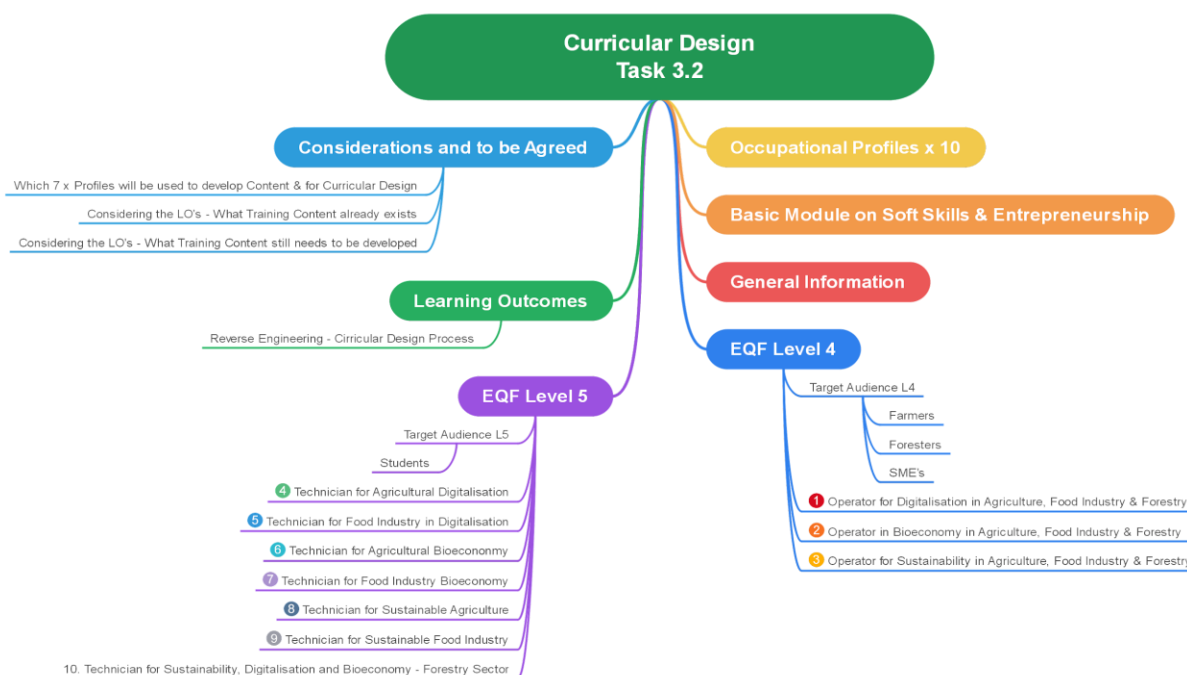 Curricular Design
Task 3.2
Considerations and to be Agreed
Which 7 x Profiles will be used to develop Content & for Curricular Design
Considering the LO's - What Training Content already exists
Considering the LO's - What Training Content still needs to be developed
Learning Outcomes
Reverse Engineering - Cirricular Design Process
EQF Level 5
Target Audience L5
Students
4 Technician for Agricultural Digitalisation
5 Technician for Food Industry in Digitalisation
6 Technician for Agricultural Bioecononmy
7 Technician for Food Industry Bioeconomy
8 Technician for Sustainable Agriculture
9 Technician for Sustainable Food Industry
10. Technician for Sustainability, Digitalisation and Bioeconomy - Forestry Sector
Occupational Profiles x 10
Basic Module on Soft Skills & Entrepreneurship
General Information
EQF Level 4
Target Audience L4
Farmers
Foresters
SME's
1 Operator for Digitalisation in Agriculture, Food Industry & Forestry
2 Operator in Bioeconomy in Agriculture, Food Industry & Forestry
3 Operator for Sustainability in Agriculture, Food Industry & Forestry